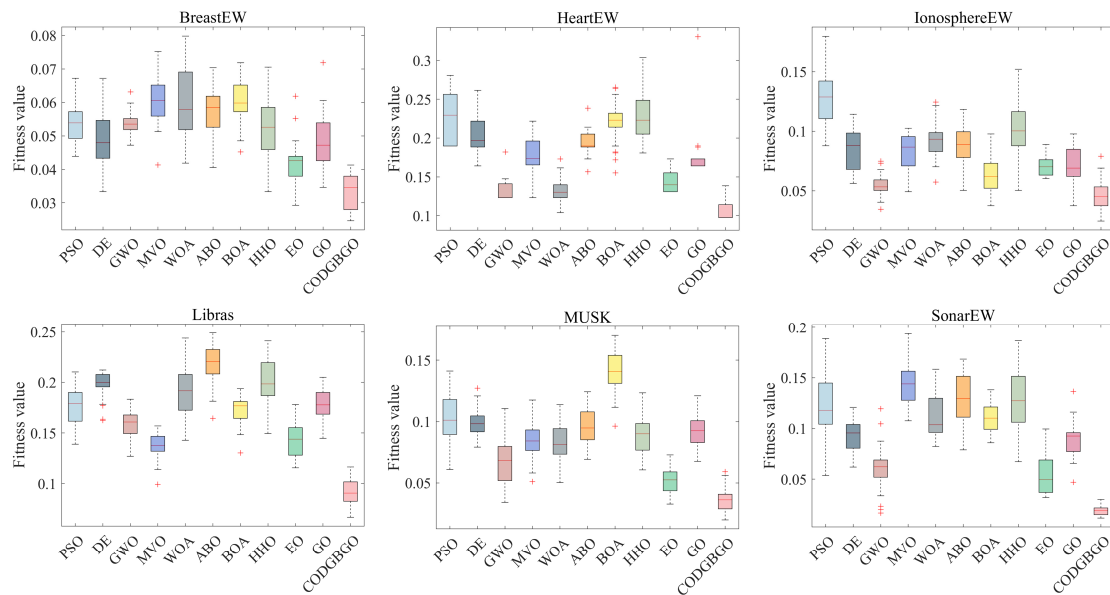 BreastEW
HeartEW
IonosphereEW
Fitness value
0.08
0.07
0.06
0.05
0.04
0.03
PSO
DE
GWO
MVO
WOA
ABO
BOA
HHO
EO
GO
CODGBGO
Fitness value
0.3
0.25
0.2
0.15
0.1
PSO
DE
GWO
MVO
WOA
ABO
BOA
HHO
EO
GO
CODGBGO
Fitness value
0.15
0.1
0.05
PSO
DE
GWO
MVO
WOA
ABO
BOA
HHO
EO
GO
CODGBGO
Libras
MUSK
SonarEW
Fitness value
0.25
0.2
0.15
0.1
PSO
DE
GWO
MVO
WOA
ABO
BOA
HHO
EO
GO
CODGBGO
Fitness value
0.15
0.1
0.05
PSO
DE
GWO
MVO
WOA
ABO
BOA
HHO
EO
GO
CODGBGO
Fitness value
0.2
0.15
0.1
0.05
PSO
DE
GWO
MVO
WOA
ABO
BOA
HHO
EO
GO
CODGBGO